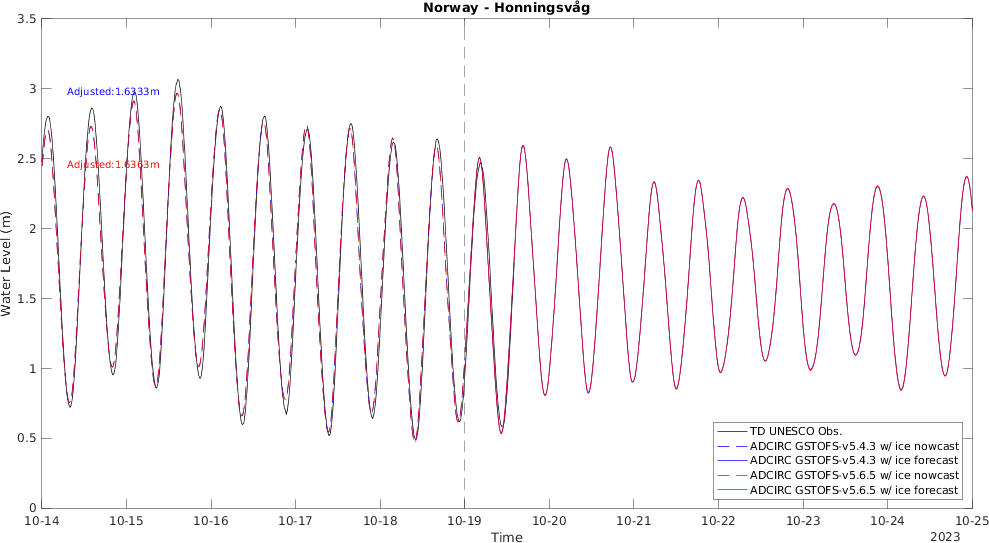 Norway - Honningsvåg
3.5
3
2.5
2
1.5
1
0.5
0
Water Level (m)
Adjusted:1.6333m
Adjusted:1.6363m
TD UNESCO Obs.
ADCIRC GSTOFS-v5.4.3 w/ ice nowcast
ADCIRC GSTOFS-v5.4.3 w/ ice forecast
ADCIRC GSTOFS-v5.6.5 w/ ice nowcast
ADCIRC GSTOFS-v5.6.5 w/ ice forecast
10-14 10-15 10-16 10-17 10-18 10-19 10-20 10-21 10-22 10-23 10-24 10-25
Time
2023